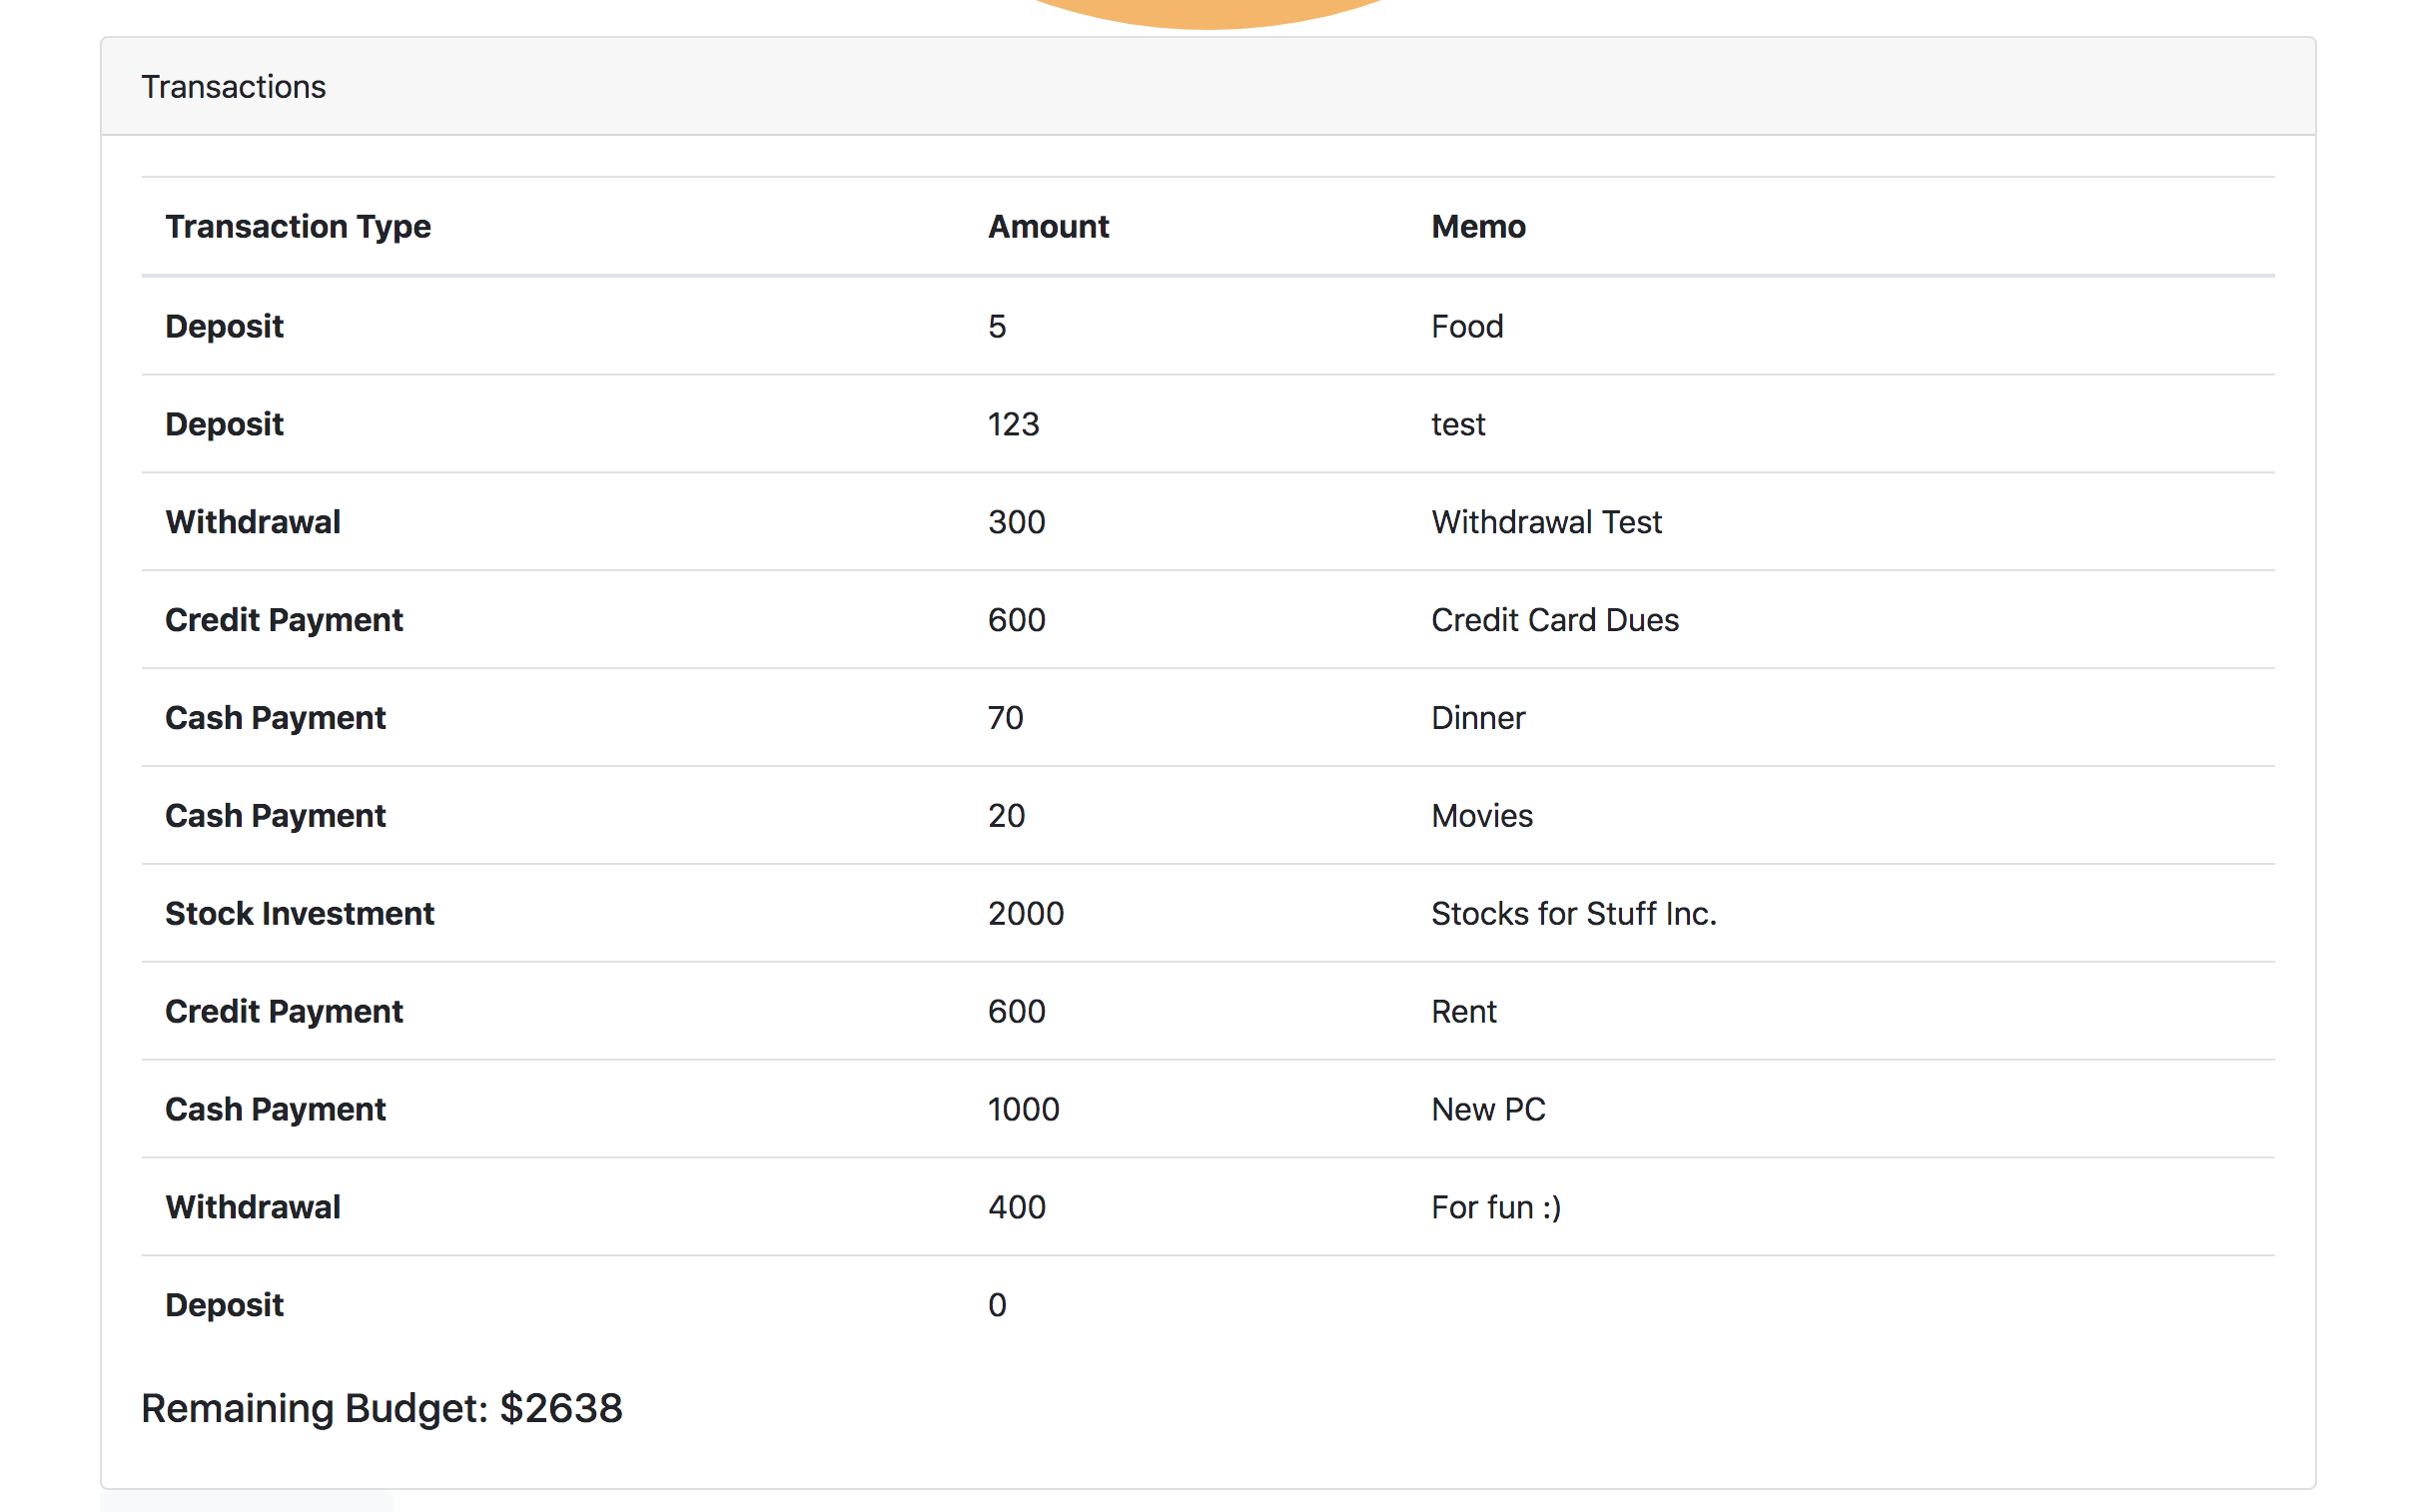 Transactions
Transaction Type Amount Memo
Deposit 5 Food
Deposit 123 test
Withdrawal 300 Withdrawal Test
Credit Payment 600 Credit Card Dues
Cash Payment 70 Dinner
Cash Payment 20 Movies
Stock Investment 2000 Stocks for Stuff Inc.
Credit Payment 600 Rent
Cash Payment 1000 New PC
Withdrawal 400 For fun :)
Deposit 0
Remaining Budget: $2638